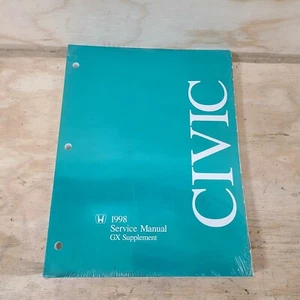 CIVIC
1998
Service Manual
GX Supplement